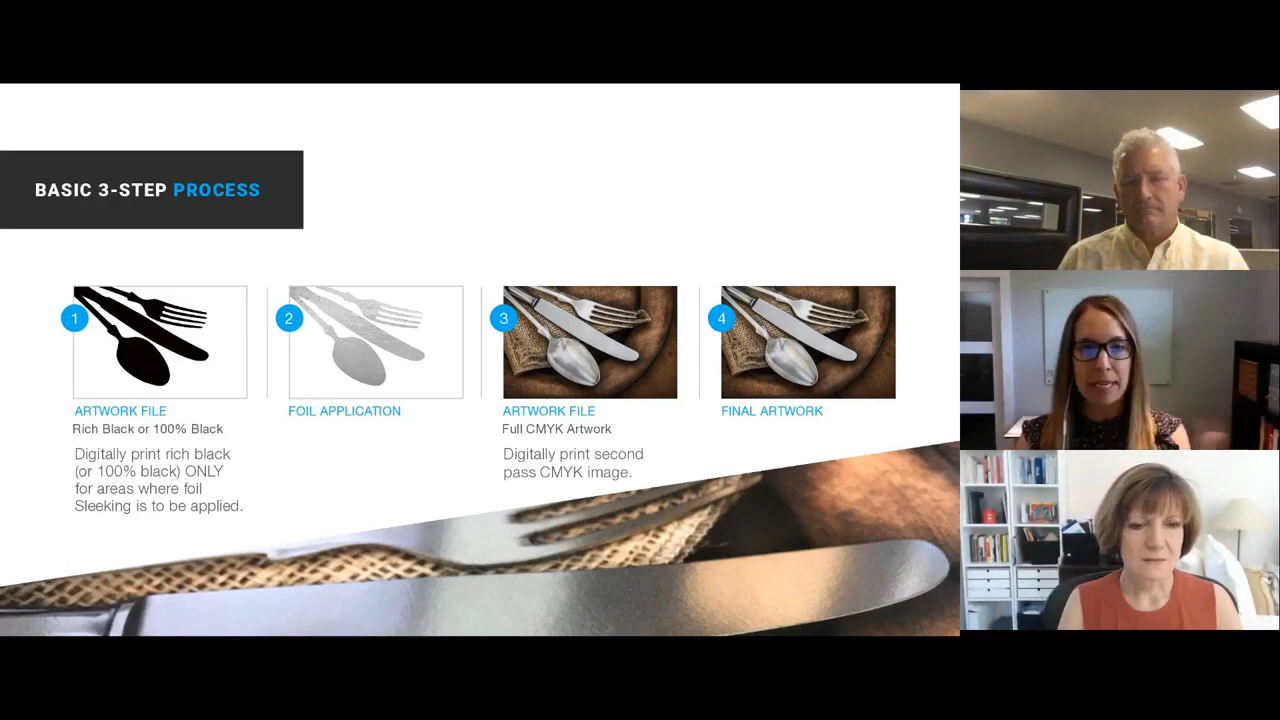 BASIC 3-STEP PROCESS
1
ARTWORK FILE
Rich Black or 100% Black
Digitally print rich black
(or 100% black) ONLY
for areas where foil
Sleeking is to be applied.
2
FOIL APPLICATION
3
ARTWORK FILE
Full CMYK Artwork
Digitally print second
pass CMYK image.
4
FINAL ARTWORK